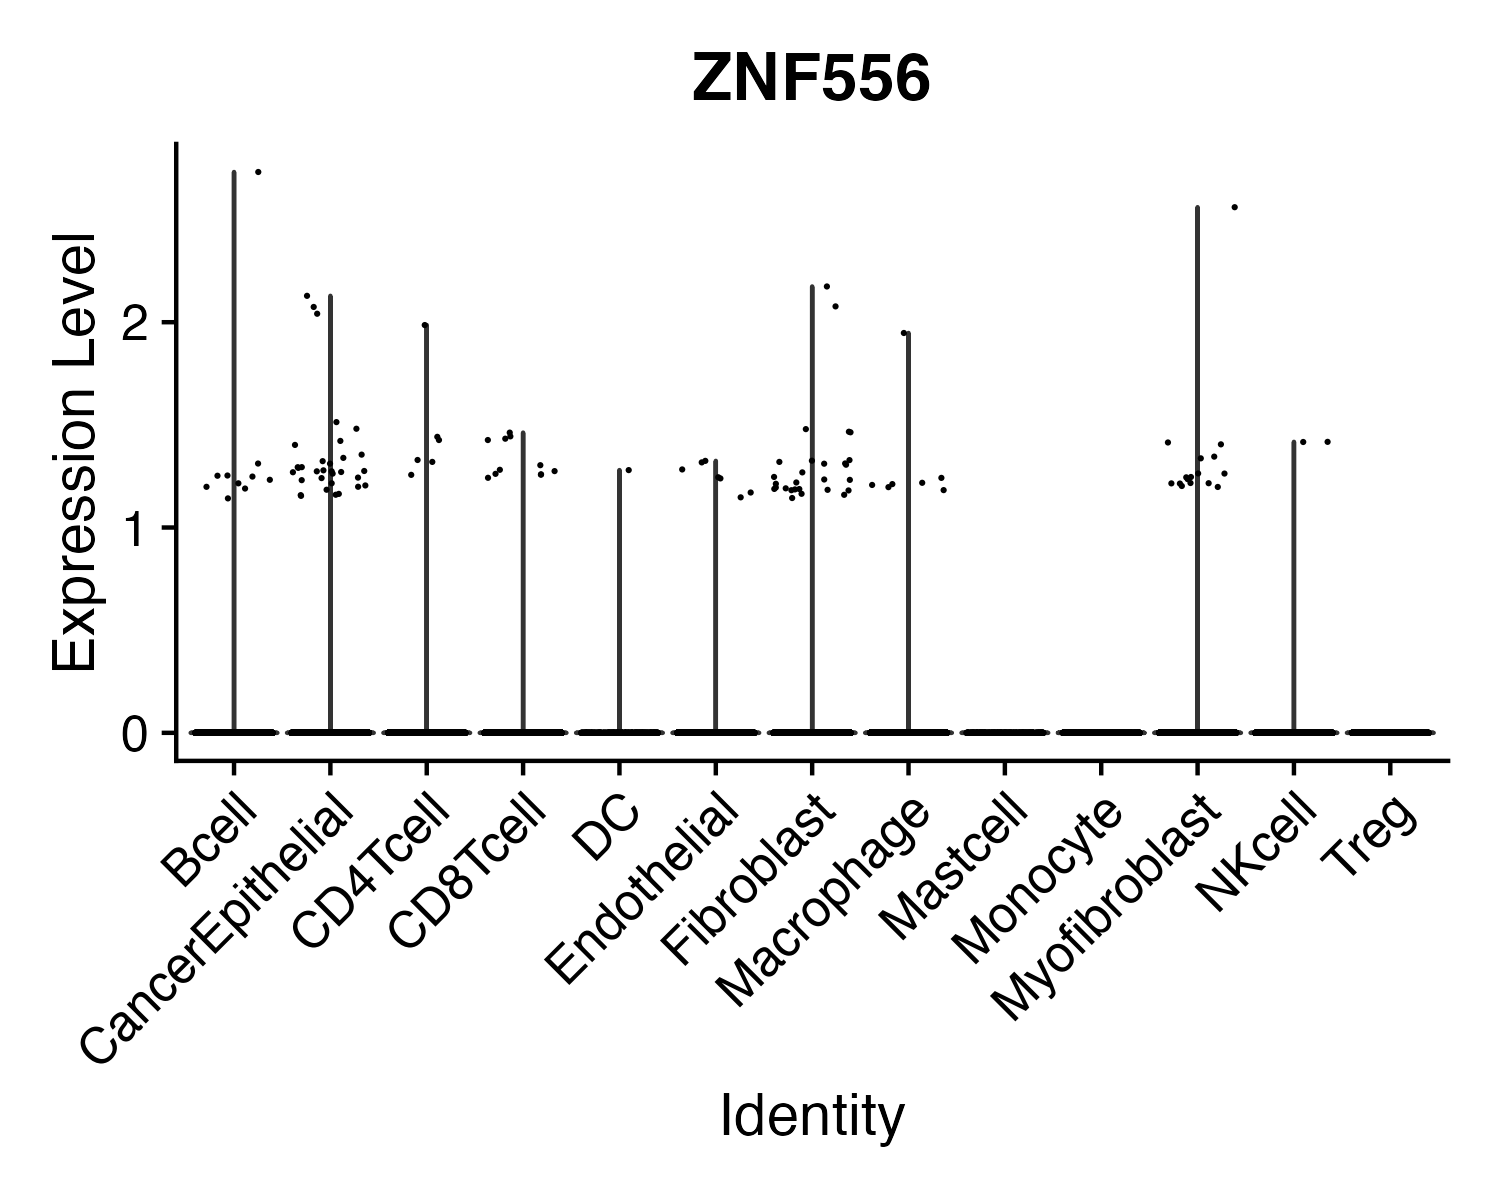 ZNF556
Expression Level
2
1
0
Bcell
CancerEpithelial
CD4Tcell
CD8Tcell
DC
Endothelial
Fibroblast
Macrophage
Mastcell
Monocyte
Myofibroblast
NKcell
Treg
Identity